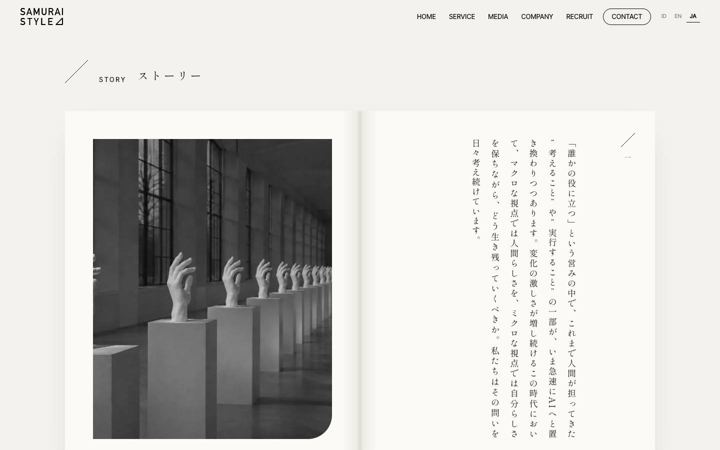 SAMURAI
STYLE
HOME
SERVICE
MEDIA
COMPANY
RECRUIT
CONTACT
ID
EN
JA
STORY
ストーリー
一
「誰かの役に立つ」という営みの中で、これまで人間が担ってきた
“考えること”や“実行すること”の一部が、いま急速にAIへと置
き換わりつつあります。変化の激しさが増し続けるこの時代におい
て、マクロな視点では人間らしさを、ミクロな視点では自分らしさ
を保ちながら、どう生き残っていくべきか。私たちはその問いを
日々考え続けています。